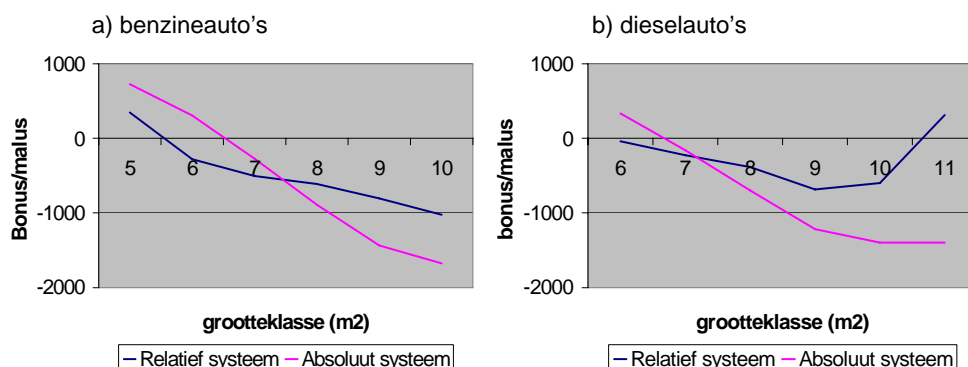 a) benzineauto's
1000
0
-1000
-2000
5 6 7 8 9 10
Bonus/malus
grootteklasse (m2)
Relatief systeem Absoluut systeem
b) dieselauto's
1000
0
-1000
-2000
6 7 8 9 10 11
bonus/malus
grootteklasse (m2)
Relatief systeem Absoluut systeem